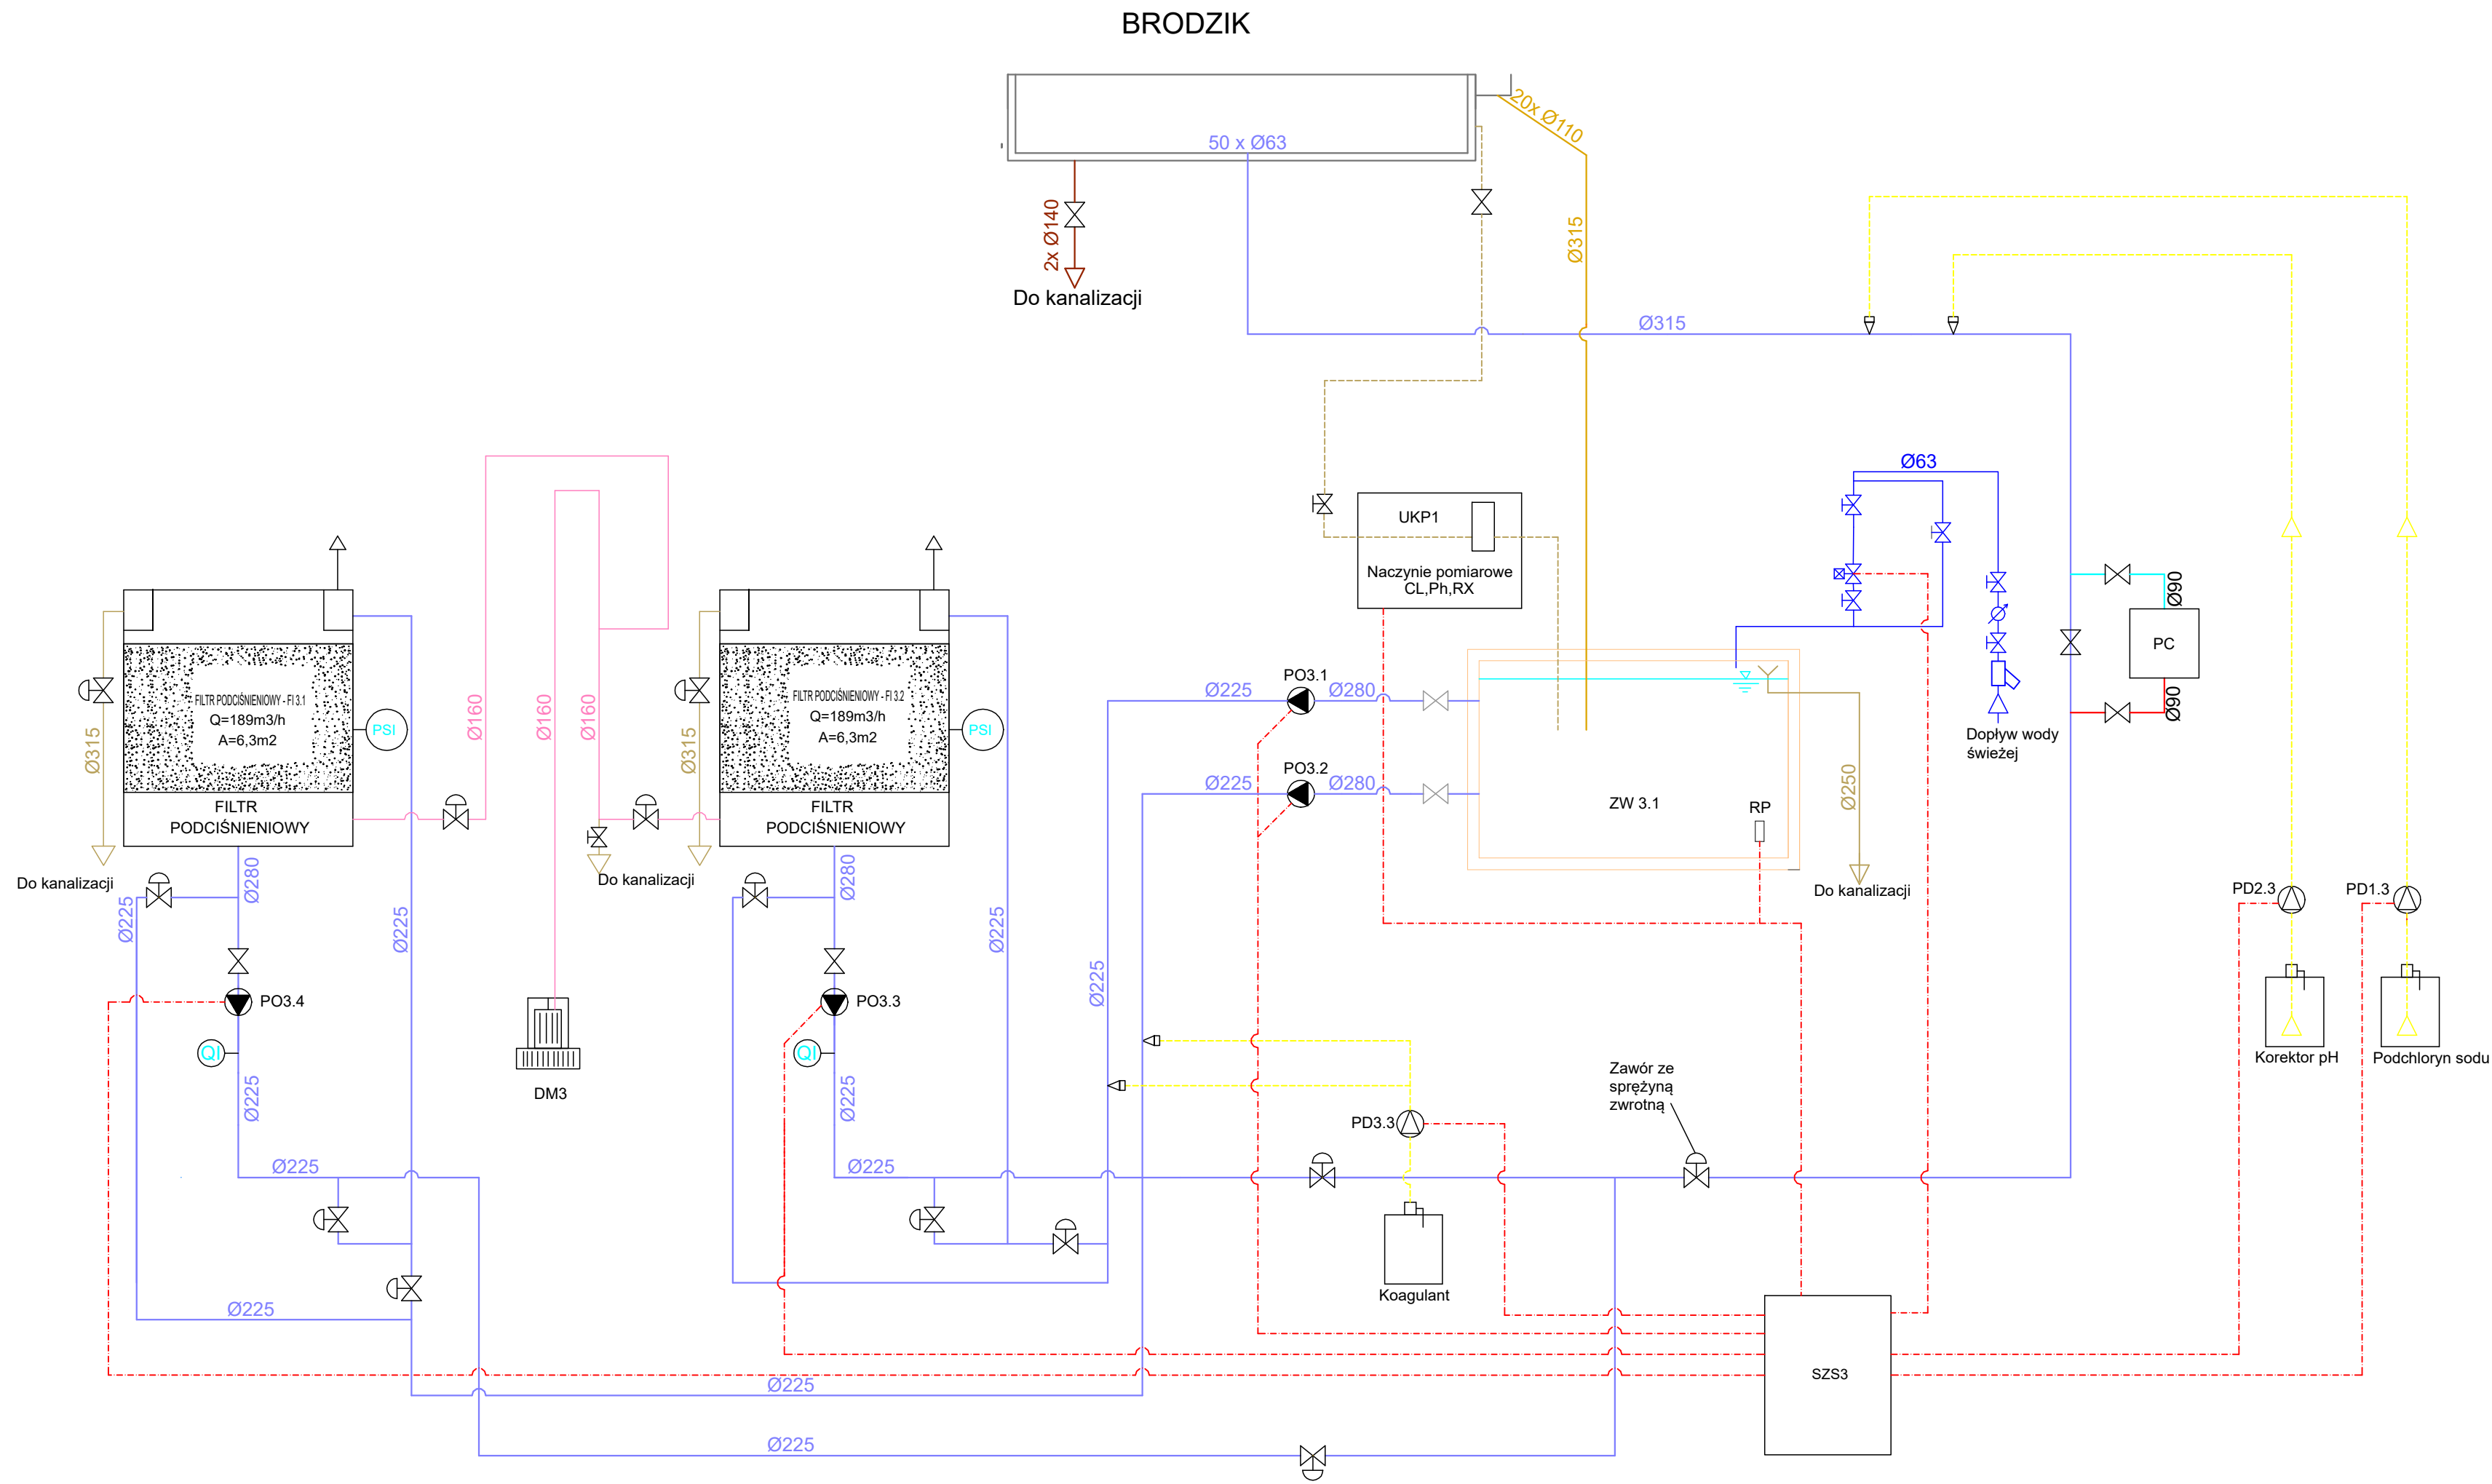 BRODZIK
20x Ø110
50 x Ø63
2x Ø140
Ø315
Do kanalizacji
Ø315
Ø63
UKP1
Naczynie pomiarowe
CL,Ph,RX
Ø90
PC
Ø90
Dopływ wody
świeżej
FILTR PODCIŚNIENIOWY - FI 3.1
Q=189m3/h
A=6,3m2
PSI
FILTR
PODCIŚNIENIOWY
Ø315
Do kanalizacji
Ø160
Ø160
Ø160
Do kanalizacji
Ø315
FILTR PODCIŚNIENIOWY - FI 3.2
Q=189m3/h
A=6,3m2
PSI
FILTR
PODCIŚNIENIOWY
PO3.1
Ø225
Ø280
PO3.2
Ø225
Ø280
ZW 3.1
RP
Ø250
Do kanalizacji
Ø280
Ø225
Ø225
PO3.4
QI
Ø225
Ø225
DM3
Ø280
Ø225
PO3.3
QI
Ø225
Ø225
Ø225
PD2.3
PD1.3
Korektor pH
Podchloryn sodu
Zawór ze
sprężyną
zwrotną
PD3.3
Koagulant
Ø225
Ø225
Ø225
SZS3